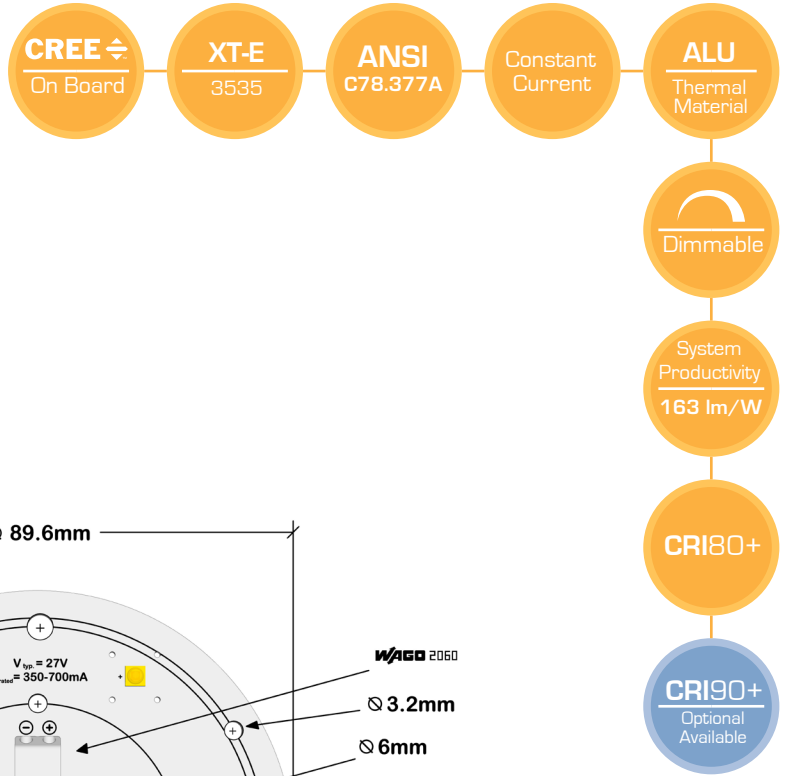 CREE
On Board
XT-E
3535
ANSI
C78.377A
Constant
Current
ALU
Thermal
Material
Dimmable
System
Productivity
163 lm/W
CRI80+
CRI90+
Optional
Available
89.6mm
V typ. = 27V
rated = 350-700mA
+
WAGO 2060
⌀ 3.2mm
⌀ 6mm